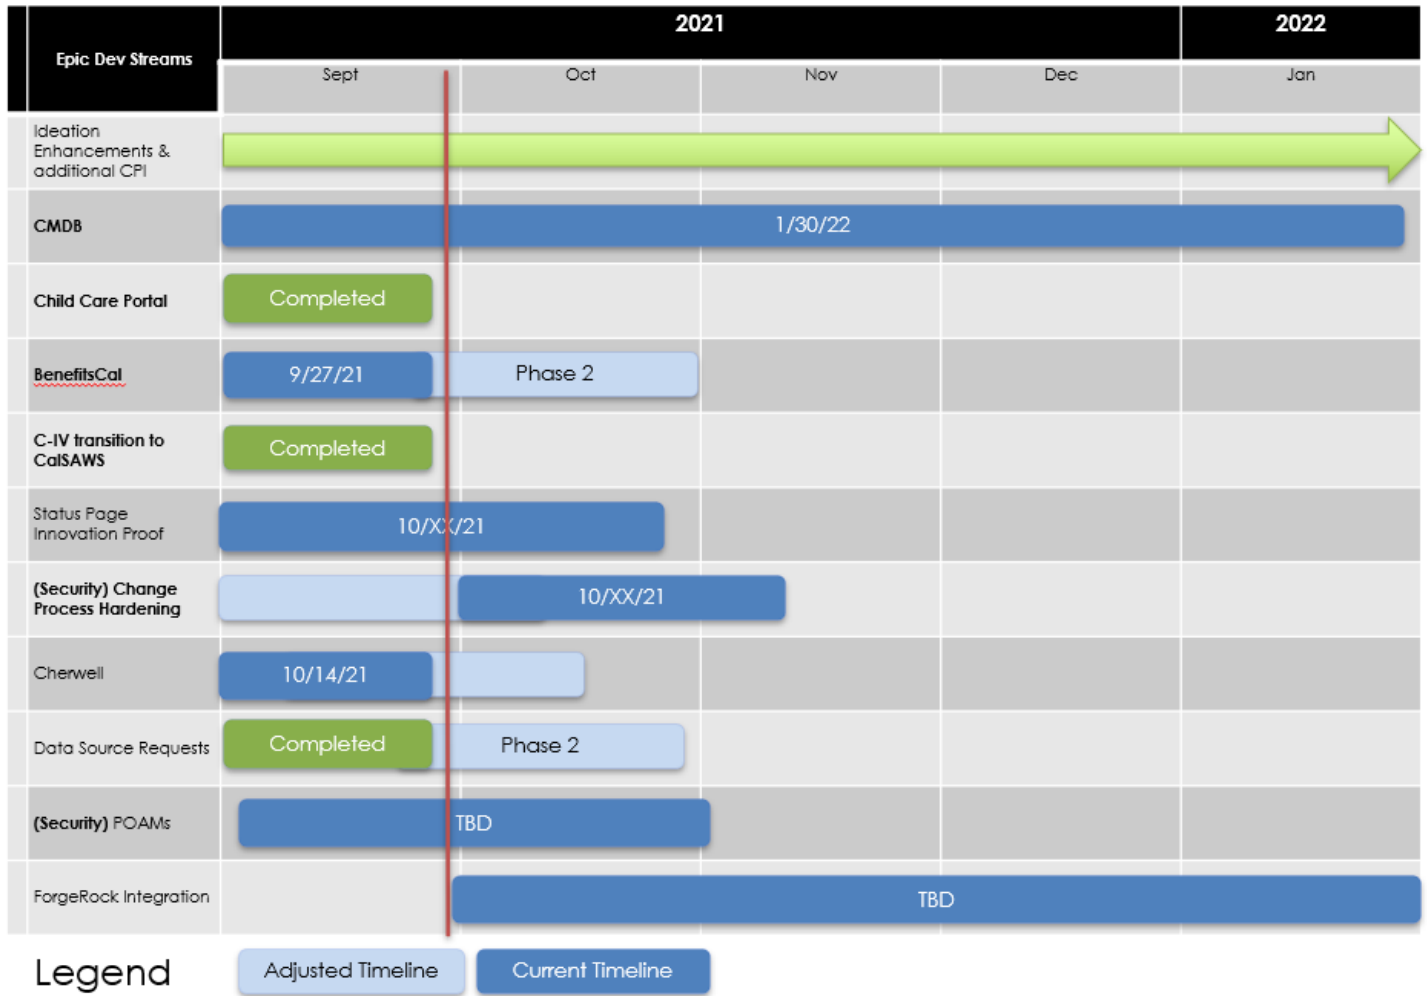 2021
2022
Epic Dev Streams
Sept
Oct
Nov
Dec
Jan
Ideation
Enhancements &
additional CPI
CMDB
1/30/22
Child Care Portal
Completed
BenefitsCal
9/27/21
Phase 2
C-IV transition to
CalSAWS
Completed
Status Page
Innovation Proof
10/XX/21
(Security) Change
Process Hardening
10/XX/21
Cherwell
10/14/21
Data Source Requests
Completed
Phase 2
(Security) POAMs
TBD
ForgeRock Integration
TBD
Legend
Adjusted Timeline
Current Timeline